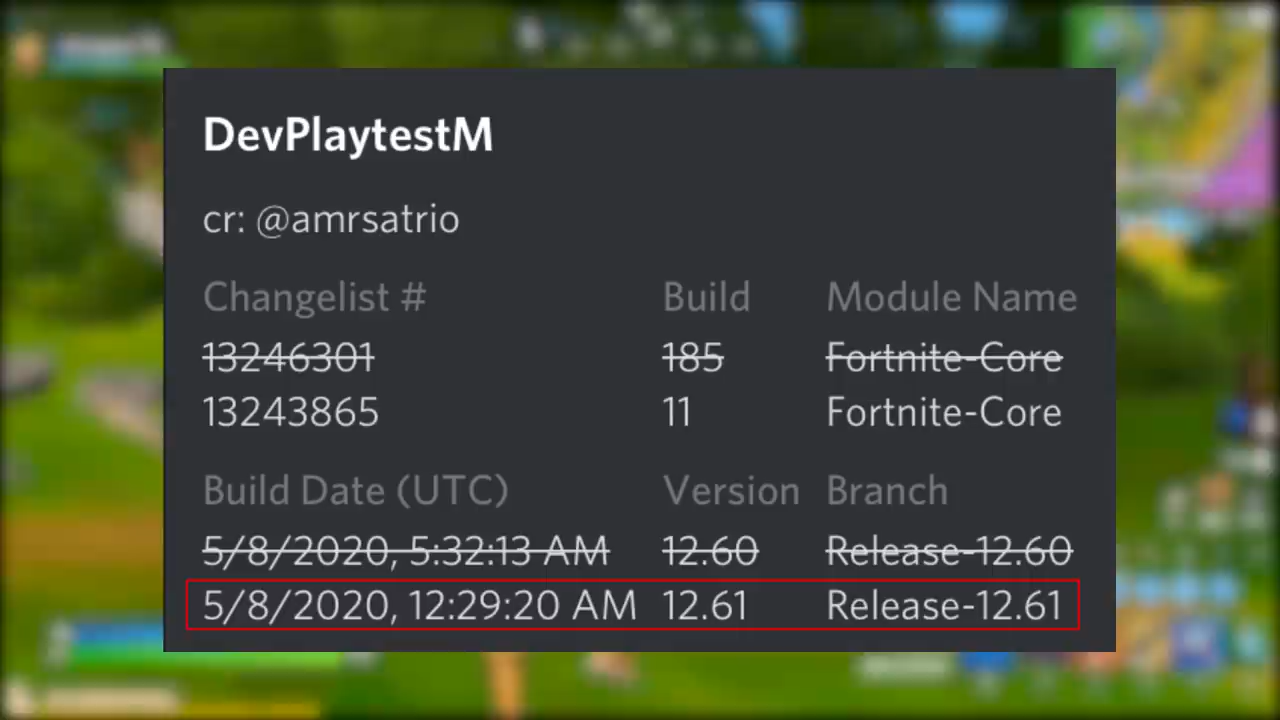 DevPlaytestM
cr: @amrsatrio
Changelist # Build Module Name
13246301 185 Fortnite-Core
13243865 11 Fortnite-Core
Build Date (UTC) Version Branch
5/8/2020, 5:32:13 AM 12.60 Release-12.60
5/8/2020, 12:29:20 AM 12.61 Release-12.61